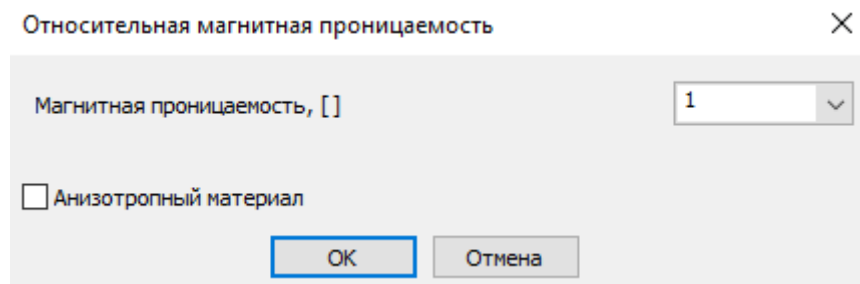 Относительная магнитная проницаемость
Магнитная проницаемость, [] 1
Анизотропный материал
OK Отмена